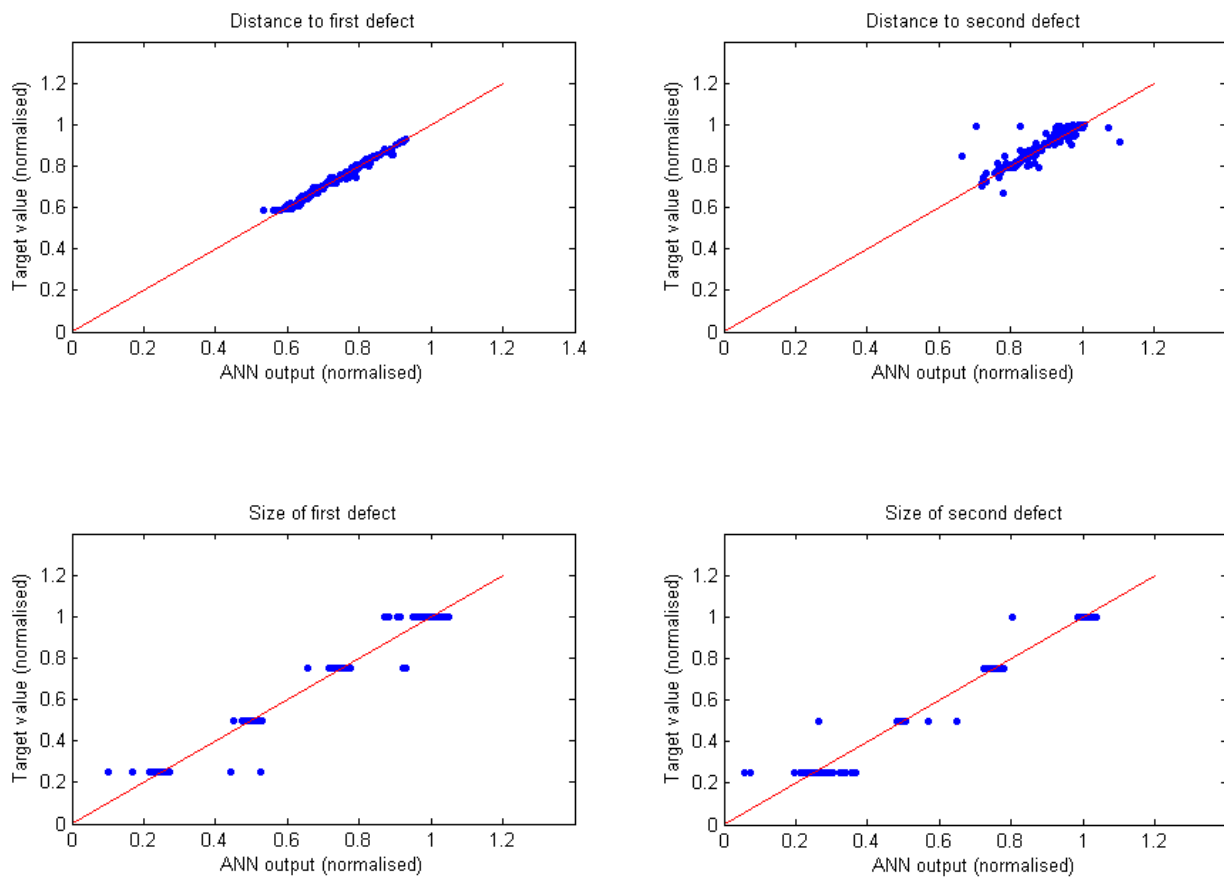 Distance to first defect
Target value (normalised)
1.2
1
0.8
0.6
0.4
0.2
0
0 0.2 0.4 0.6 0.8 1 1.2 1.4
ANN output (normalised)
Distance to second defect
Target value (normalised)
1.2
1
0.8
0.6
0.4
0.2
0
0 0.2 0.4 0.6 0.8 1 1.2
ANN output (normalised)
Size of first defect
Target value (normalised)
1.2
1
0.8
0.6
0.4
0.2
0
0 0.2 0.4 0.6 0.8 1 1.2
ANN output (normalised)
Size of second defect
Target value (normalised)
1.2
1
0.8
0.6
0.4
0.2
0
0 0.2 0.4 0.6 0.8 1 1.2
ANN output (normalised)